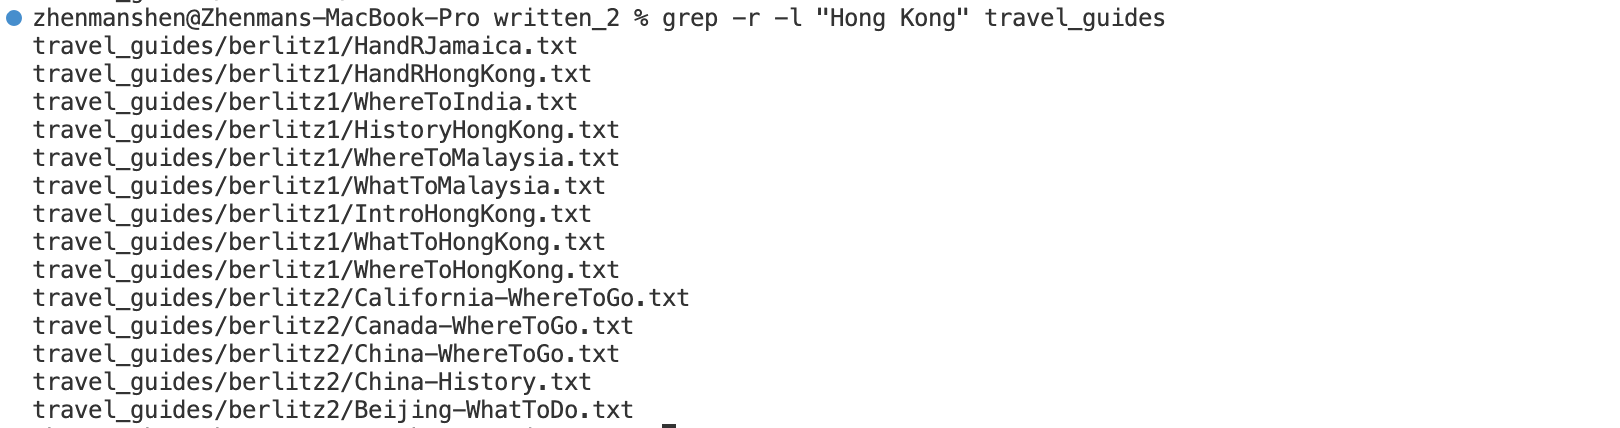 zhenmanshen@Zhenmans-MacBook-Pro written_2 % grep -r -l "Hong Kong" travel_guides
travel_guides/berlitz1/HandRJamaica.txt
travel_guides/berlitz1/HandRHongKong.txt
travel_guides/berlitz1/WhereToIndia.txt
travel_guides/berlitz1/HistoryHongKong.txt
travel_guides/berlitz1/WhereToMalaysia.txt
travel_guides/berlitz1/WhatToMalaysia.txt
travel_guides/berlitz1/IntroHongKong.txt
travel_guides/berlitz1/WhatToHongKong.txt
travel_guides/berlitz1/WhereToHongKong.txt
travel_guides/berlitz2/California-WhereToGo.txt
travel_guides/berlitz2/Canada-WhereToGo.txt
travel_guides/berlitz2/China-WhereToGo.txt
travel_guides/berlitz2/China-History.txt
travel_guides/berlitz2/Beijing-WhatToDo.txt